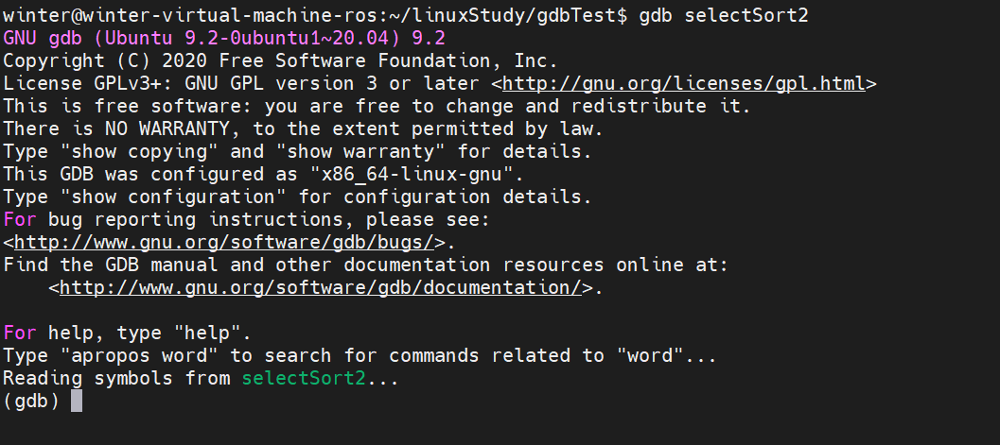 winter@winter-virtual-machine-ros:~/linuxStudy/gdbTest$ gdb selectSort2
GNU gdb (Ubuntu 9.2-0ubuntu1~20.04) 9.2
Copyright (C) 2020 Free Software Foundation, Inc.
License GPLv3+: GNU GPL version 3 or later <http://gnu.org/licenses/gpl.html>
This is free software: you are free to change and redistribute it.
There is NO WARRANTY, to the extent permitted by law.
Type "show copying" and "show warranty" for details.
This GDB was configured as "x86_64-linux-gnu".
Type "show configuration" for configuration details.
For bug reporting instructions, please see:
<http://www.gnu.org/software/gdb/bugs/>.
Find the GDB manual and other documentation resources online at:
    <http://www.gnu.org/software/gdb/documentation/>.

For help, type "help".
Type "apropos word" to search for commands related to "word"...
Reading symbols from selectSort2...
(gdb)